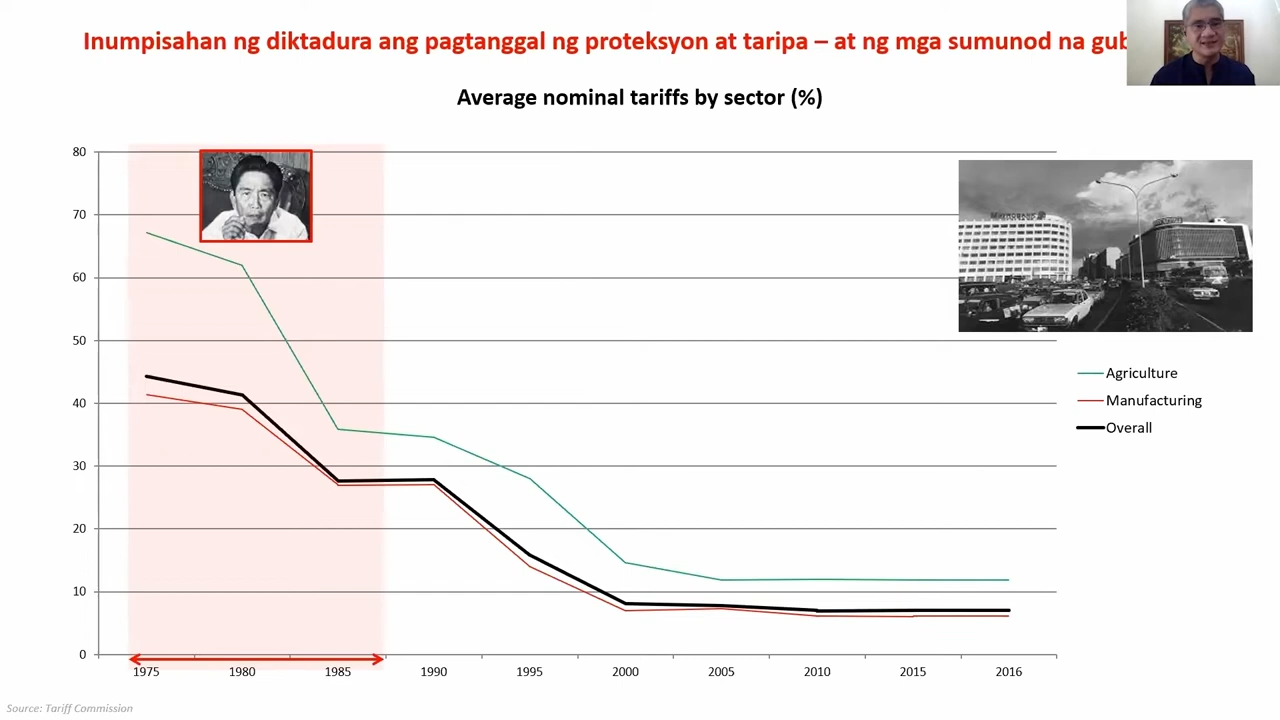 Inumpisahan ng diktadura ang pagtanggal ng proteksyon at taripa – at ng mga sumunod na gub
Average nominal tariffs by sector (%)
80
70
60
50
40
30
20
10
0
1975 1980 1985 1990 1995 2000 2005 2010 2015 2016
Agriculture
Manufacturing
Overall
Source: Tariff Commission